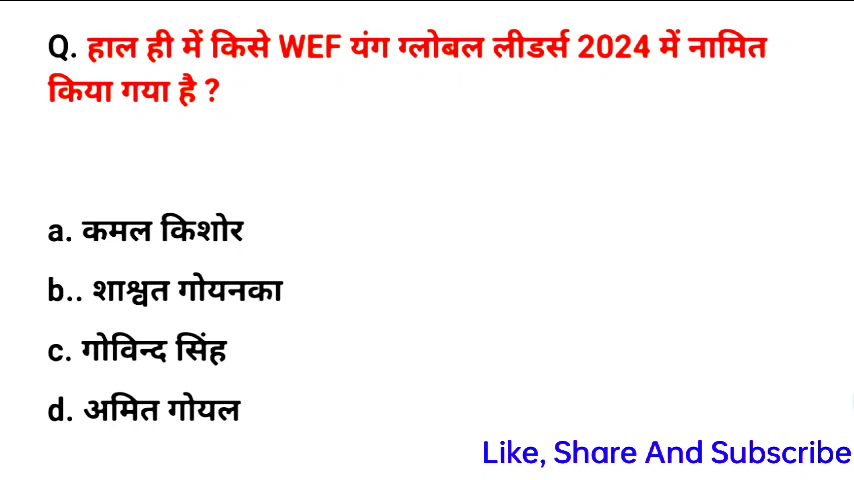 Q. हाल ही में किसे WEF यंग ग्लोबल लीडर्स 2024 में नामित
किया गया है ?
a. कमल किशोर
b.. शाश्वत गोयनका
c. गोविन्द सिंह
d. अमित गोयल
Like, Share And Subscribe